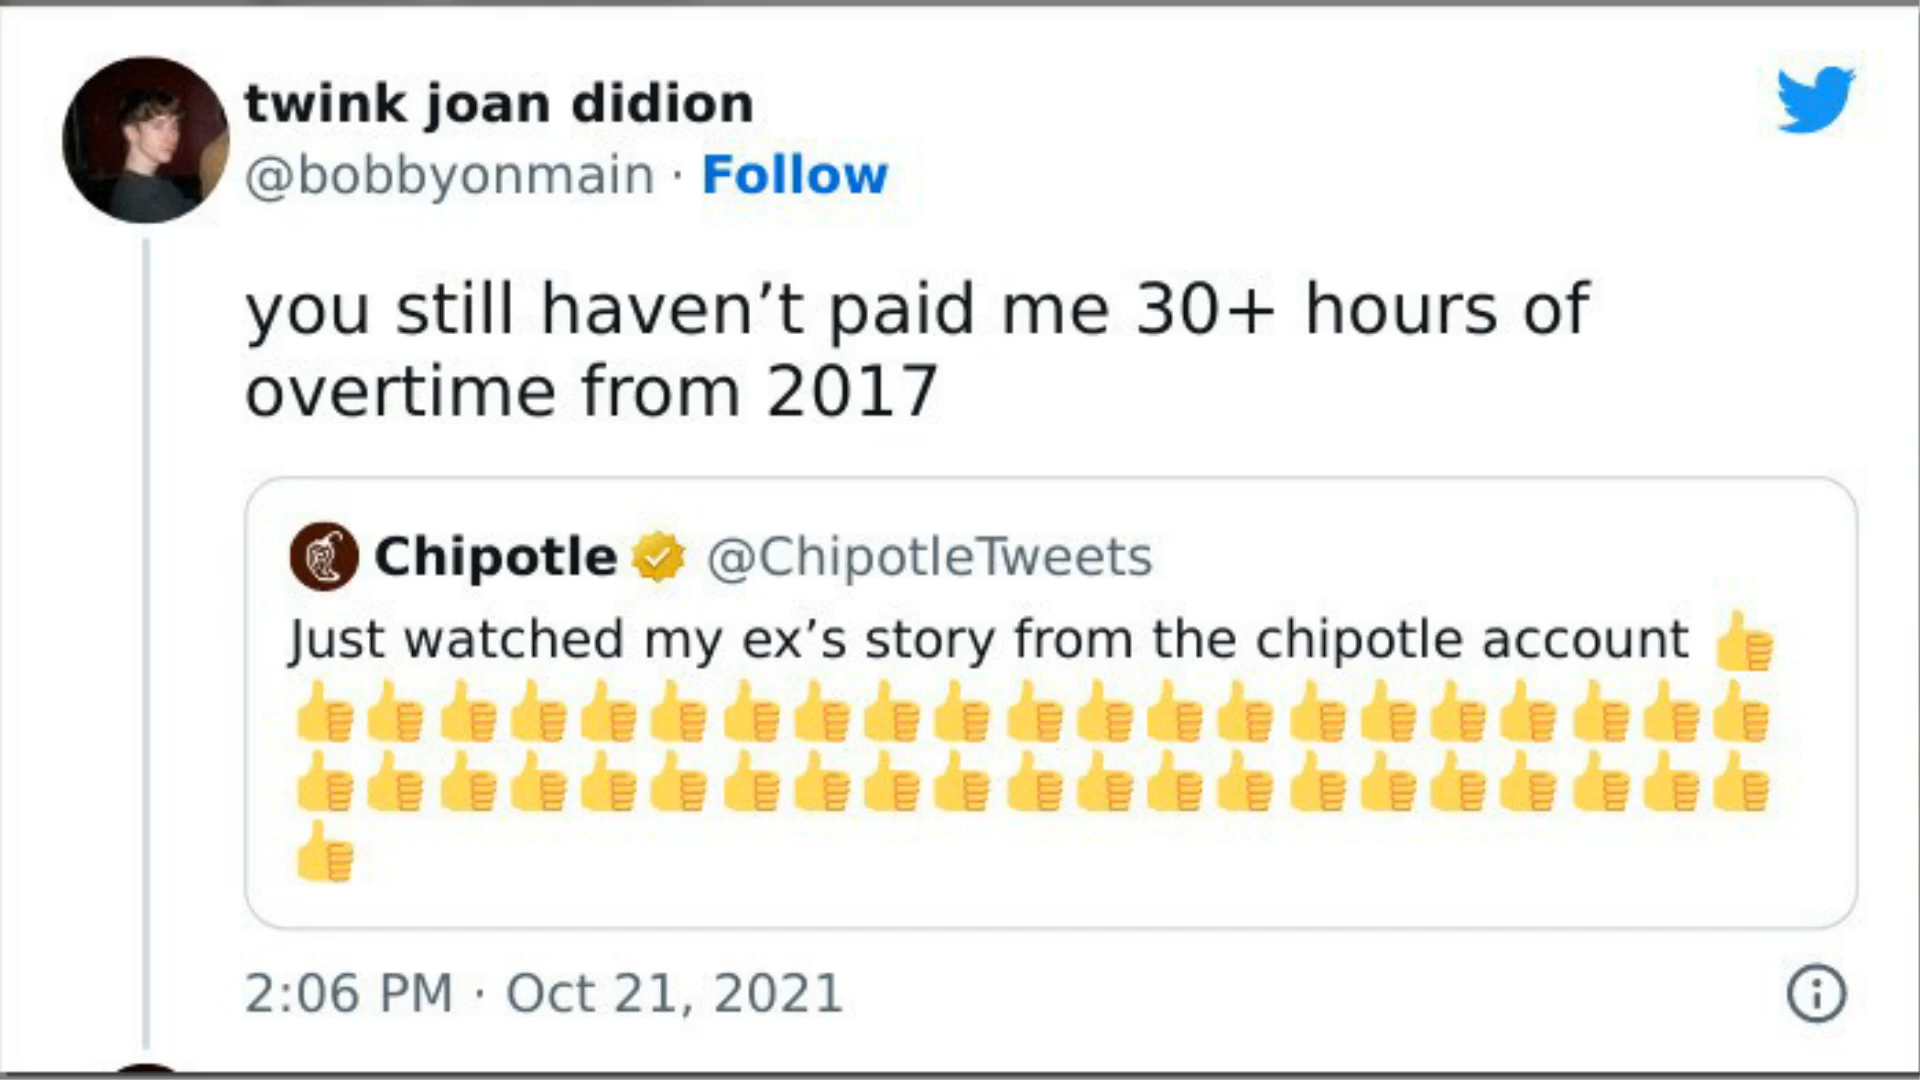 twink joan didion
@bobbyonmain · Follow
you still haven’t paid me 30+ hours of
overtime from 2017
Chipotle @ChipotleTweets
Just watched my ex’s story from the chipotle account 👍
👍👍👍👍👍👍👍👍👍👍👍👍👍👍👍👍👍👍👍👍👍
👍👍👍👍👍👍👍👍👍👍👍👍👍👍👍👍👍👍👍👍👍
👍
2:06 PM · Oct 21, 2021